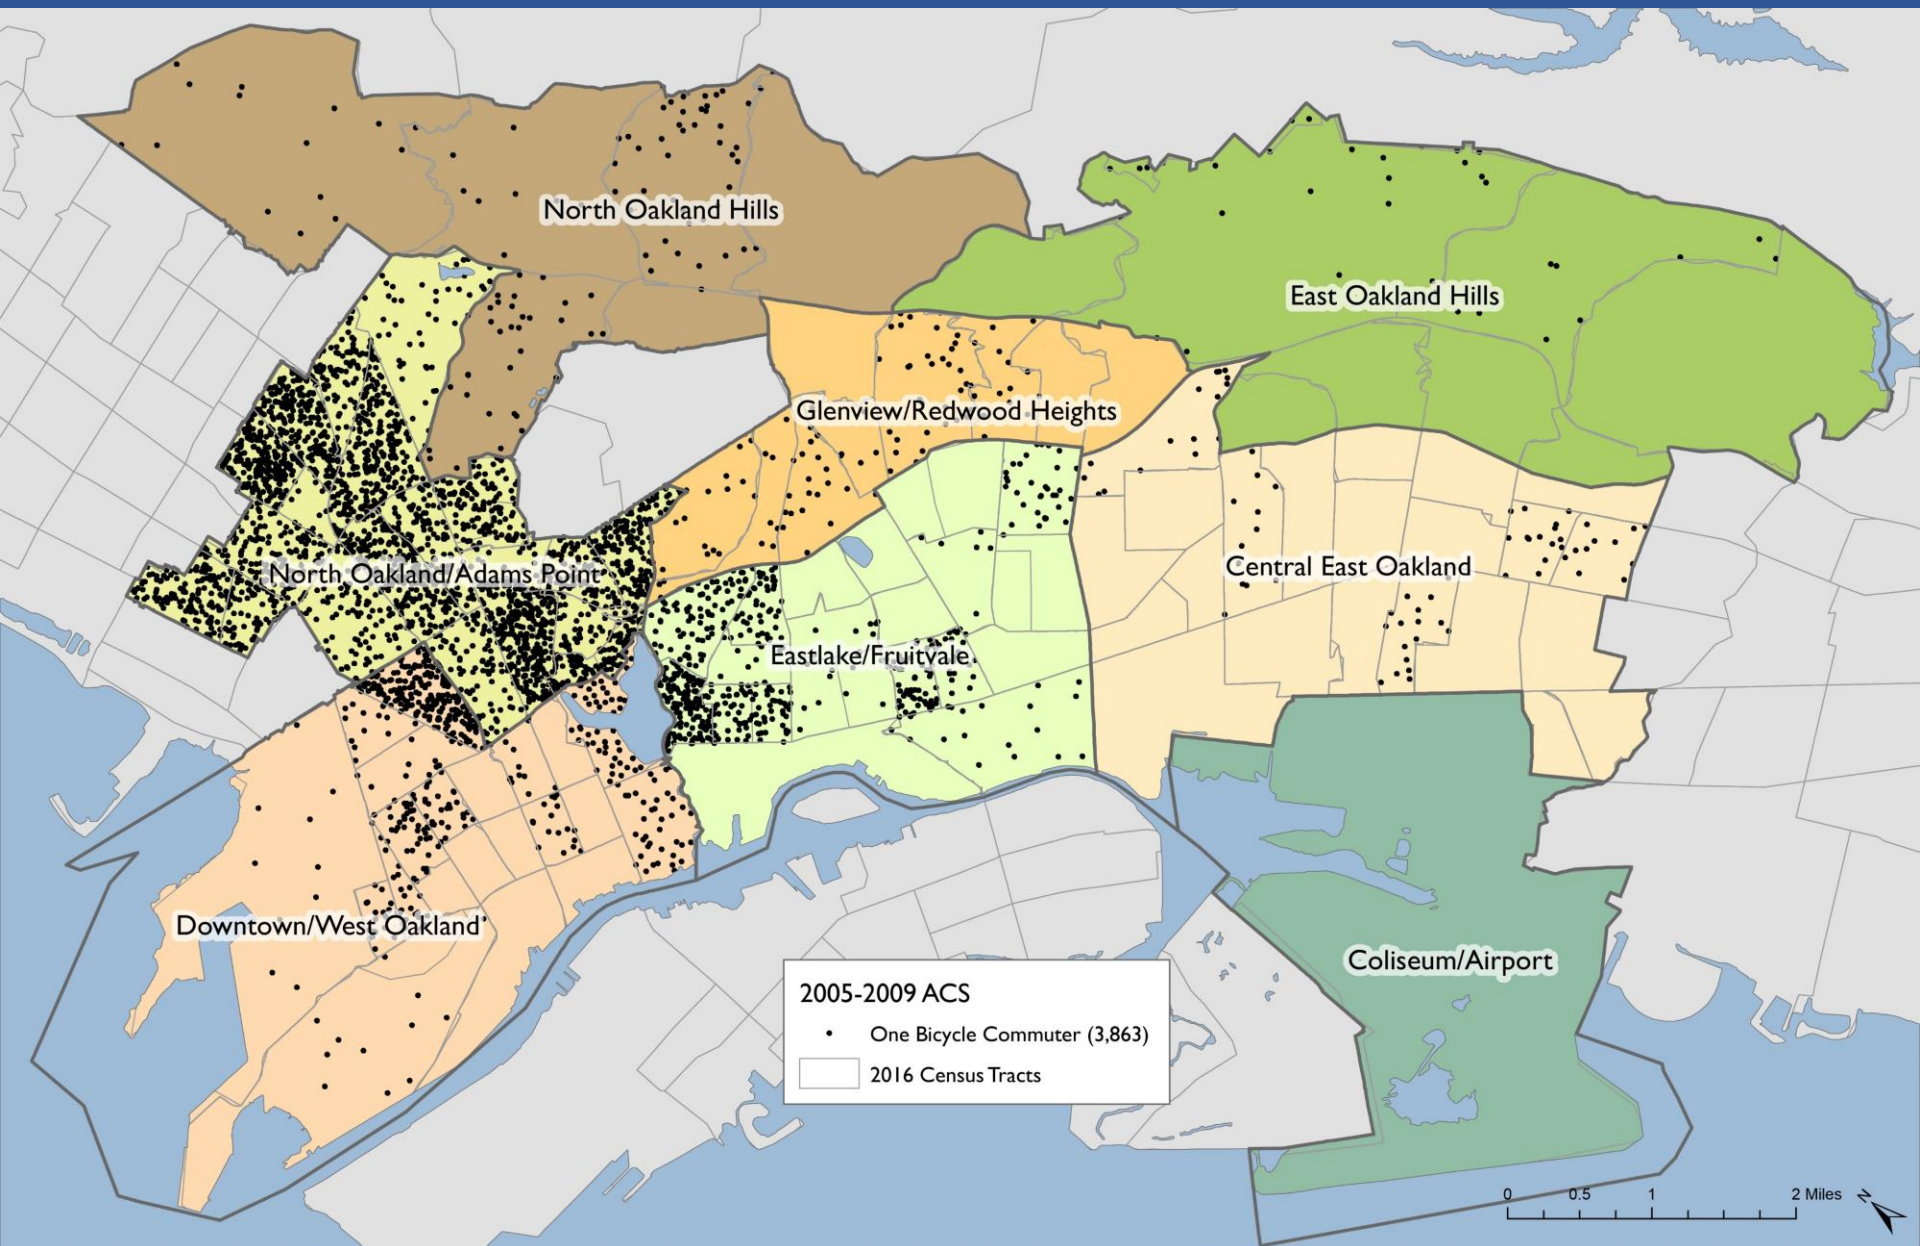 North Oakland Hills
East Oakland Hills
Glenview/Redwood Heights
North Oakland/Adams Point
Central East Oakland
Eastlake/Fruitvale
Downtown/West Oakland
Coliseum/Airport
2005-2009 ACS
One Bicycle Commuter (3,863)
2016 Census Tracts
0 0.5 1 2 Miles
N